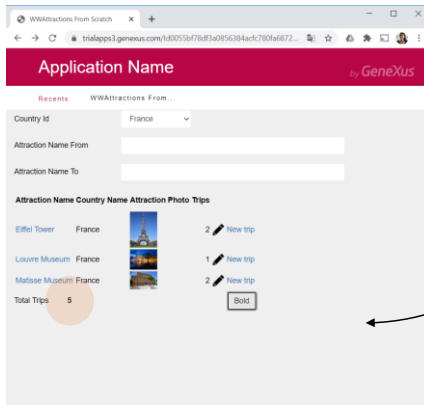 WWAttractions From Scratch
trialapps3.genexus.com/Id0055bf78df3a0856384acfc780fa6872...
Application Name
by GeneXus
Recents WWAttractions From...
Country Id France
Attraction Name From
Attraction Name To
Attraction Name Country Name Attraction Photo Trips
Eiffel Tower France 2 New trip
Louvre Museum France 1 New trip
Matisse Museum France 2 New trip
Total Trips 5 Bold